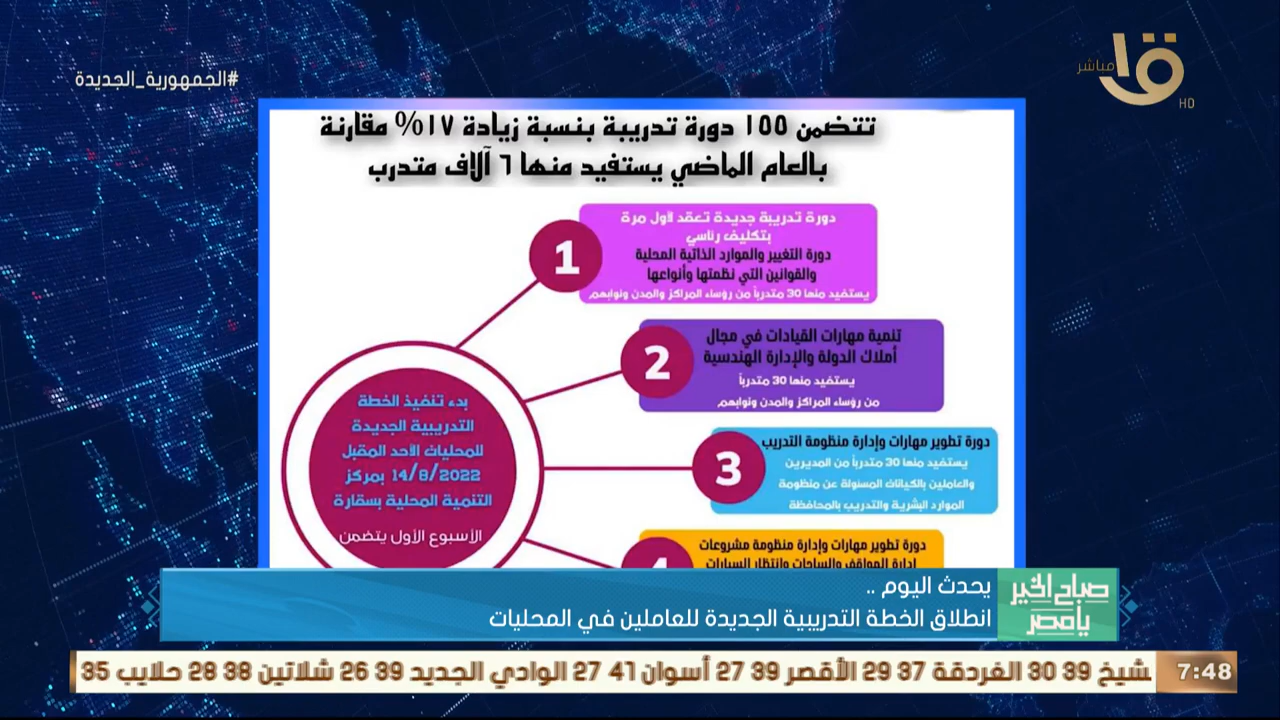 #الجمهورية_الجديدة
مباشر
HD
تتضمن ١٥٥ دورة تدريبة بنسبة زيادة ١٧% مقارنة
بالعام الماضي يستفيد منها ٦ آلاف متدرب
1
دورة تدريبة جديدة تعقد لأول مرة
بتكليف رئاسي
دورة التغيير والموارد الذاتية المحلية
والقوانين التي نظمتها وأنواعها
يستفيد منها 30 متدرباً من رؤساء المراكز والمدن ونوابهم
2
تنمية مهارات القيادات في مجال
أملاك الدولة والإدارة الهندسية
يستفيد منها 30 متدرباً
من رؤساء المراكز والمدن ونوابهم
3
دورة تطوير مهارات وإدارة منظومة التدريب
يستفيد منها 30 متدرباً من المديرين
والعاملين بالكيانات المسئولة عن منظومة
الموارد البشرية والتدريب بالمحافظة
4
دورة تطوير مهارات وإدارة منظومة مشروعات
إدارة المواقف والساحات وانتظار السيارات
بدء تنفيذ الخطة
التدريبية الجديدة
للمحليات الأحد المقبل
14/8/2022 بمركز
التنمية المحلية بسقارة
الأسبوع الأول يتضمن
صباح الخير
يا مصر
يحدث اليوم ..
انطلاق الخطة التدريبية الجديدة للعاملين في المحليات
7:48
شيخ 39 30 الغردقة 37 29 الأقصر 39 27 أسوان 41 27 الوادي الجديد 39 26 شلاتين 38 28 حلايب 35